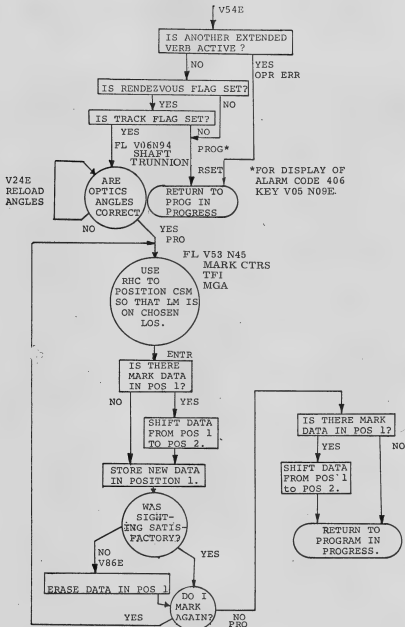 V54E
IS ANOTHER EXTENDED
VERB ACTIVE ?
NO
YES
OPR ERR
IS RENDEZVOUS FLAG SET?
YES
NO
IS TRACK FLAG SET?
YES
NO
FL V06N94
SHAFT
TRUNNION
PROG*
RSET
*FOR DISPLAY OF
ALARM CODE 406
KEY V05 N09E.
V24E
RELOAD
ANGLES
ARE
OPTICS
ANGLES
CORRECT
NO
RETURN TO
PROG IN
PROGRESS
YES
PRO
FL V53 N45
MARK CTRS
TFI
MGA
USE
RHC TO
POSITION CSM
SO THAT LM IS
ON CHOSEN
LOS.
ENTR
IS THERE
MARK DATA
IN POS 1?
NO
YES
SHIFT DATA
FROM POS 1
TO POS 2.
STORE NEW DATA
IN POSITION 1.
WAS
SIGHT-
ING SATIS-
FACTORY?
NO
V86E
YES
ERASE DATA IN POS 1
DO I
MARK
AGAIN?
YES
NO
PRO
IS THERE MARK
DATA IN POS 1?
YES
NO
SHIFT DATA
FROM POS 1
to POS 2.
RETURN TO
PROGRAM IN
PROGRESS.